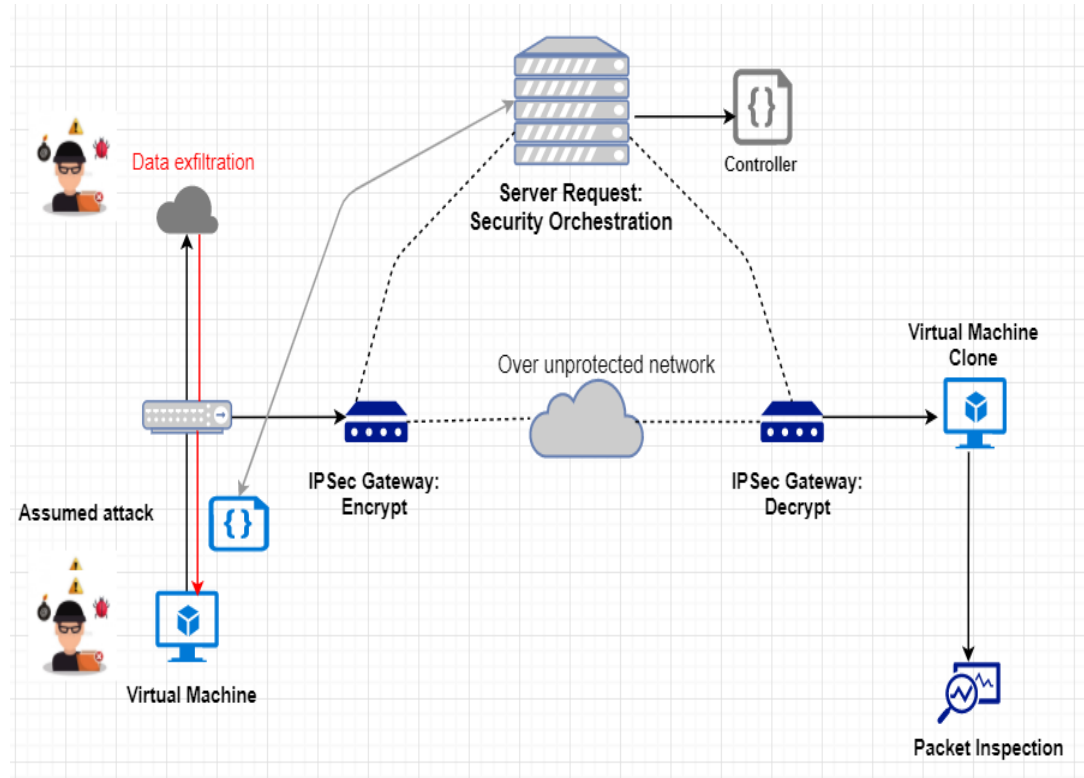 Data exfiltration
{}
Controller
Server Request:
Security Orchestration
Over unprotected network
Virtual Machine
Clone
IPSec Gateway:
Encrypt
IPSec Gateway:
Decrypt
Assumed attack
{}
Virtual Machine
Packet Inspection